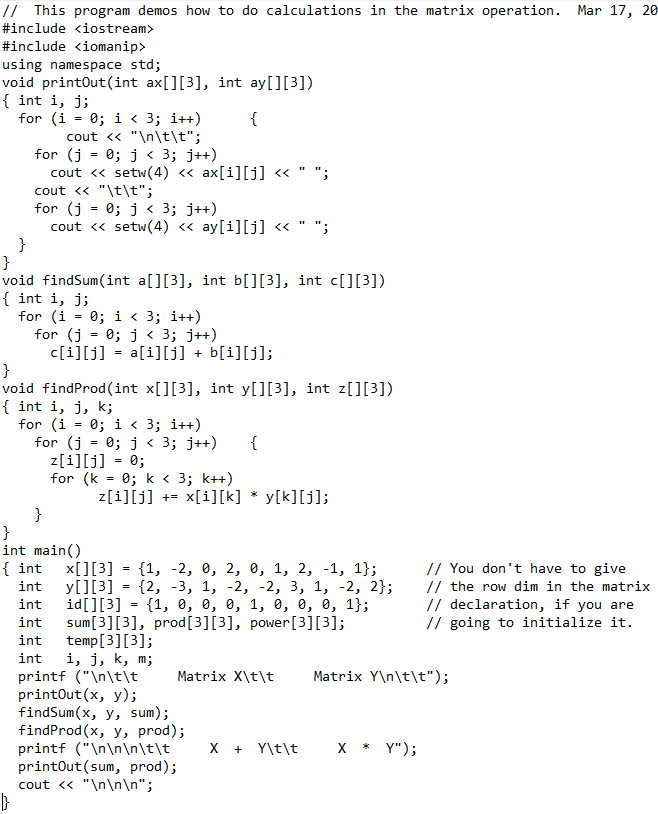 //  This program demos how to do calculations in the matrix operation.  Mar 17, 20
#include <iostream>
#include <iomanip>
using namespace std;
void printOut(int ax[][3], int ay[][3])
{ int i, j;
  for (i = 0; i < 3; i++)      {
        cout << "\n\t\t";
    for (j = 0; j < 3; j++)
      cout << setw(4) << ax[i][j] << " ";
    cout << "\t\t";
    for (j = 0; j < 3; j++)
      cout << setw(4) << ay[i][j] << " ";
  }
}
void findSum(int a[][3], int b[][3], int c[][3])
{ int i, j;
  for (i = 0; i < 3; i++)
    for (j = 0; j < 3; j++)
      c[i][j] = a[i][j] + b[i][j];
}
void findProd(int x[][3], int y[][3], int z[][3])
{ int i, j, k;
  for (i = 0; i < 3; i++)
    for (j = 0; j < 3; j++)    {
      z[i][j] = 0;
      for (k = 0; k < 3; k++)
            z[i][j] += x[i][k] * y[k][j];
    }
}
int main()
{ int   x[][3] = {1, -2, 0, 2, 0, 1, 2, -1, 1};      // You don't have to give
  int   y[][3] = {2, -3, 1, -2, -2, 3, 1, -2, 2};    // the row dim in the matrix
  int   id[][3] = {1, 0, 0, 0, 1, 0, 0, 0, 1};       // declaration, if you are
  int   sum[3][3], prod[3][3], power[3][3];          // going to initialize it.
  int   temp[3][3];
  int   i, j, k, m;
  printf ("\n\t\t     Matrix X\t\t     Matrix Y\n\t\t");
  printOut(x, y);
  findSum(x, y, sum);
  findProd(x, y, prod);
  printf ("\n\n\n\t\t     X  +  Y\t\t     X  *  Y");
  printOut(sum, prod);
  cout << "\n\n\n";
}